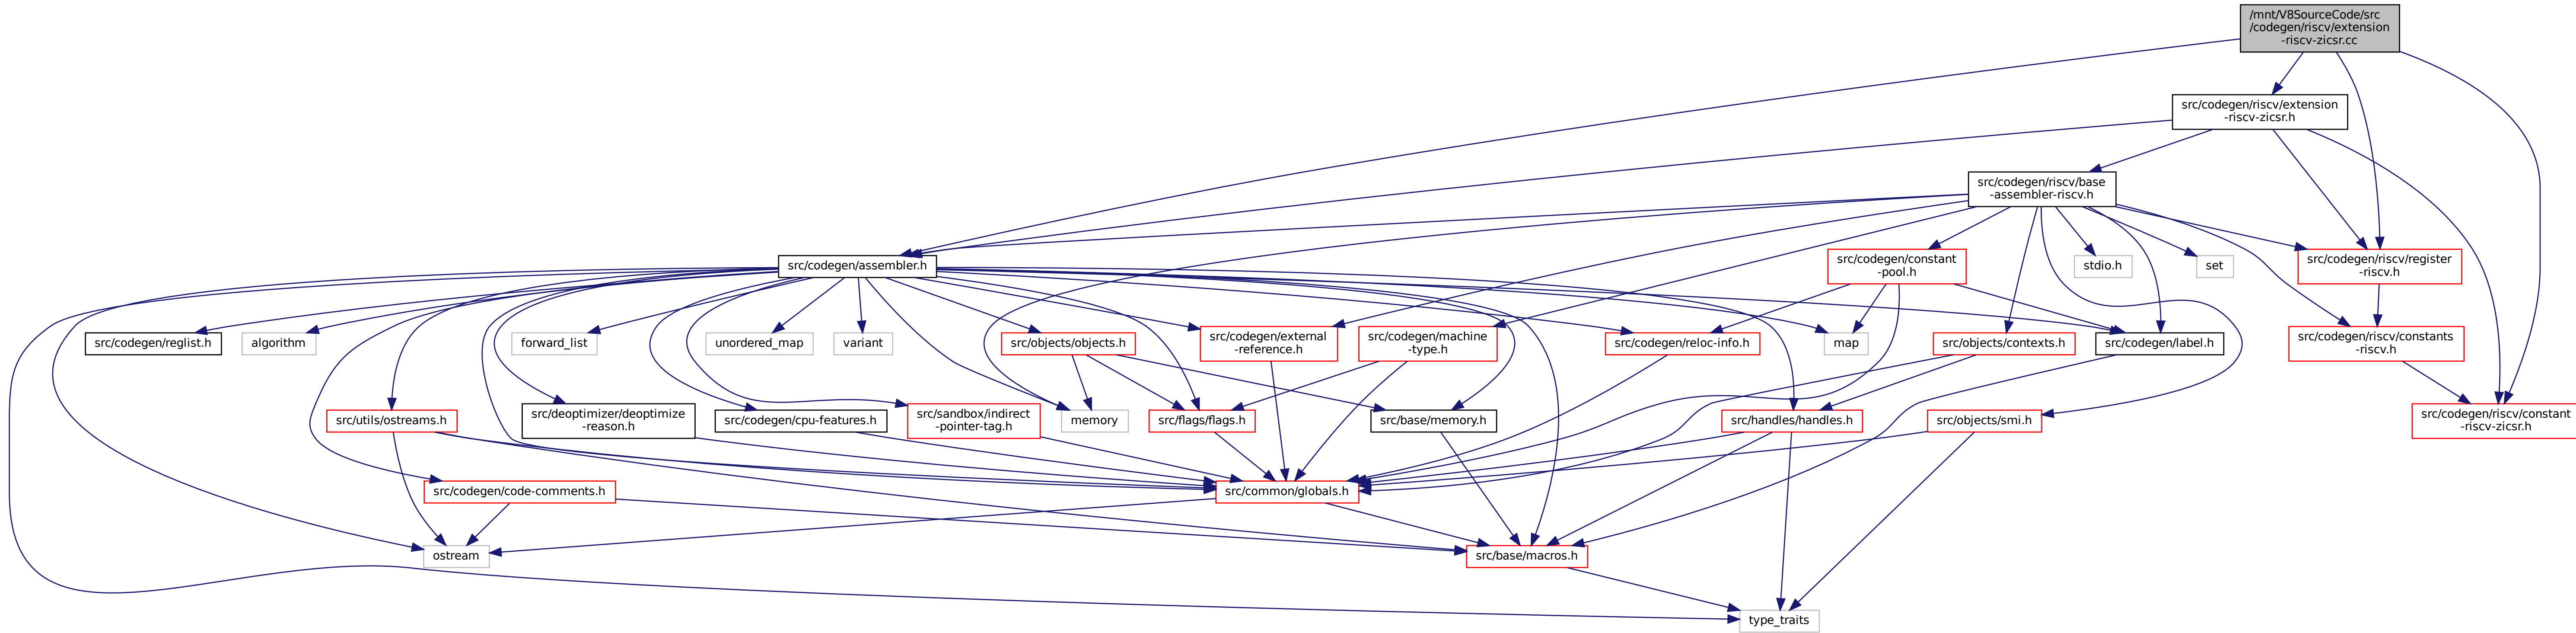 /mnt/V8SourceCode/src
/codegen/riscv/extension
-riscv-zicsr.cc
src/codegen/riscv/extension
-riscv-zicsr.h
src/codegen/riscv/base
-assembler-riscv.h
src/codegen/assembler.h
src/codegen/constant
-pool.h
stdio.h
set
src/codegen/riscv/register
-riscv.h
src/codegen/reglist.h
algorithm
forward_list
unordered_map
variant
src/objects/objects.h
src/codegen/external
-reference.h
src/codegen/machine
-type.h
src/codegen/reloc-info.h
map
src/objects/contexts.h
src/codegen/label.h
src/codegen/riscv/constants
-riscv.h
src/utils/ostreams.h
src/deoptimizer/deoptimize
-reason.h
src/codegen/cpu-features.h
src/sandbox/indirect
-pointer-tag.h
memory
src/flags/flags.h
src/base/memory.h
src/handles/handles.h
src/objects/smi.h
src/codegen/riscv/constant
-riscv-zicsr.h
src/codegen/code-comments.h
src/common/globals.h
ostream
src/base/macros.h
type_traits